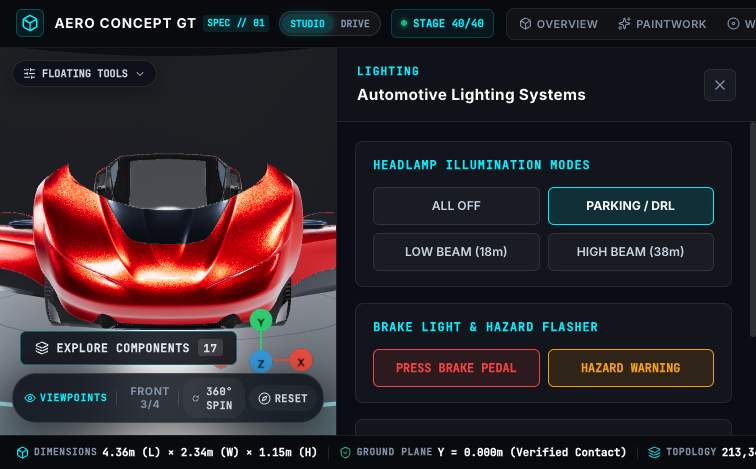 AERO CONCEPT GT SPEC // 01 STUDIO DRIVE STAGE 40/40 OVERVIEW PAINTWORK
FLOATING TOOLS
LIGHTING
Automotive Lighting Systems
HEADLAMP ILLUMINATION MODES
ALL OFF PARKING / DRL
LOW BEAM (18m) HIGH BEAM (38m)
BRAKE LIGHT & HAZARD FLASHER
PRESS BRAKE PEDAL HAZARD WARNING
Y
Z X
EXPLORE COMPONENTS 17
VIEWPOINTS
FRONT
3/4
360°
SPIN
RESET
DIMENSIONS 4.36m (L) × 2.34m (W) × 1.15m (H) GROUND PLANE Y = 0.000m (Verified Contact) TOPOLOGY